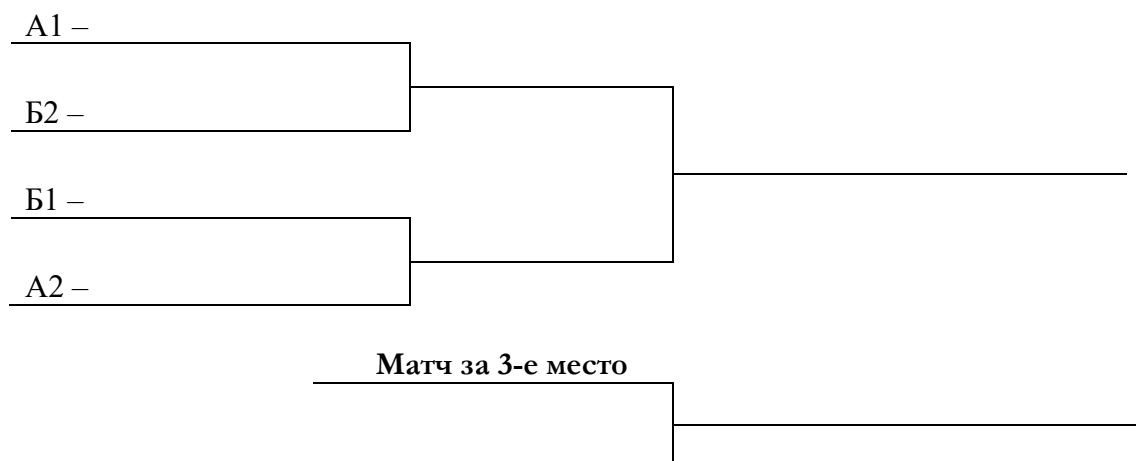 А1 –
Б2 –
Б1 –
А2 –
Матч за 3-е место